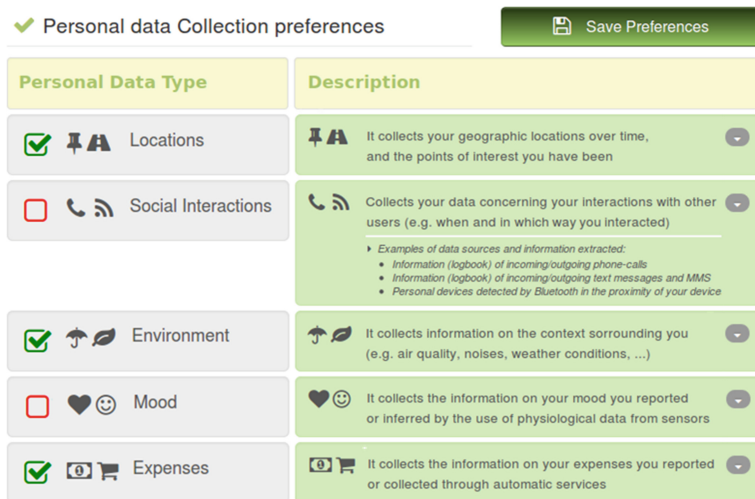 Personal data Collection preferences
Save Preferences
Personal Data Type
Description
Locations
It collects your geographic locations over time,
and the points of interest you have been
Social Interactions
Collects your data concerning your interactions with other
users (e.g. when and in which way you interacted)
Examples of data sources and information extracted:
Information (logbook) of incoming/outgoing phone-calls
Information (logbook) of incoming/outgoing text messages and MMS
Personal devices detected by Bluetooth in the proximity of your device
Environment
It collects information on the context sorrounding you
(e.g. air quality, noises, weather conditions, ...)
Mood
It collects the information on your mood you reported
or inferred by the use of physiological data from sensors
Expenses
It collects the information on your expenses you reported
or collected through automatic services